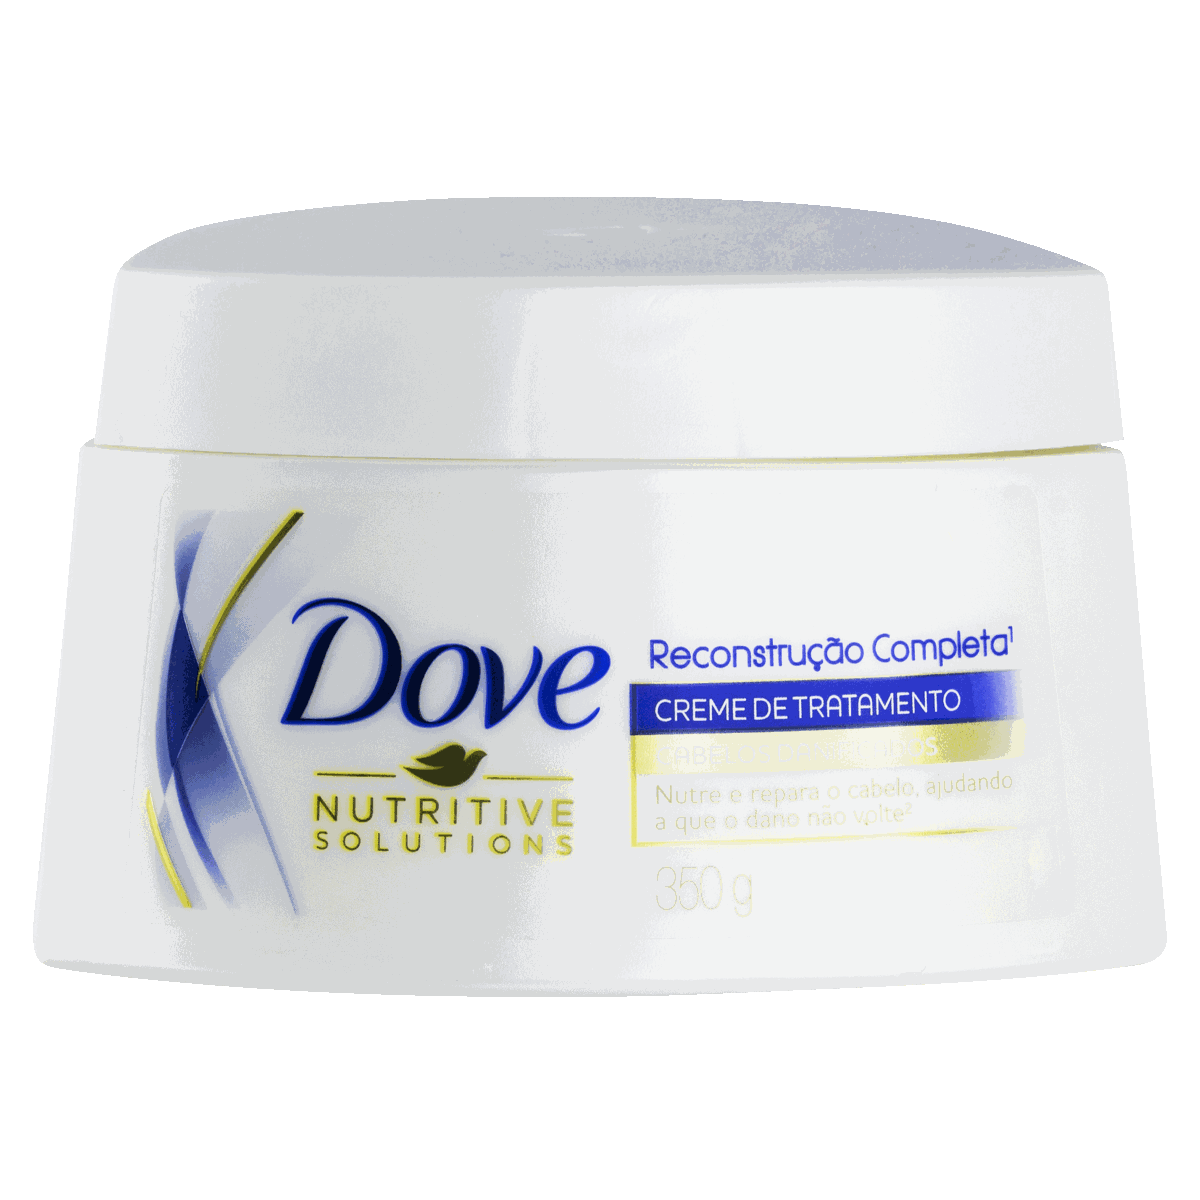 Dove
NUTRITIVE
SOLUTIONS
Reconstrução Completa¹
CREME DE TRATAMENTO
Nutre e repara o cabelo, ajudando
a que o dano não volte²
350 g